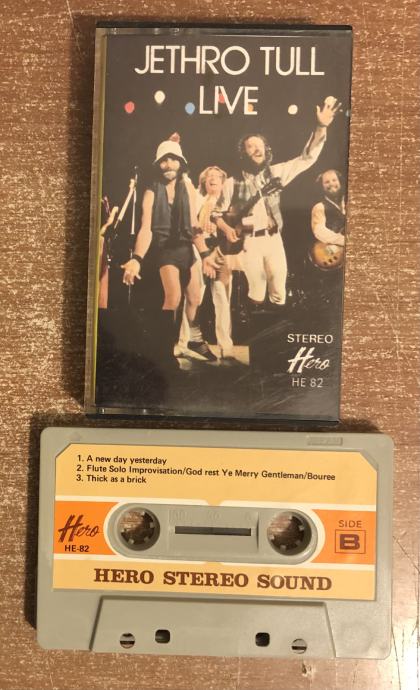 JETHRO TULL
LIVE
STEREO
Hero
HE 82
1. A new day yesterday
2. Flute Solo Improvisation/God rest Ye Merry Gentleman/Bouree
3. Thick as a brick
Hero
HE-82
SIDE
B
HERO STEREO SOUND